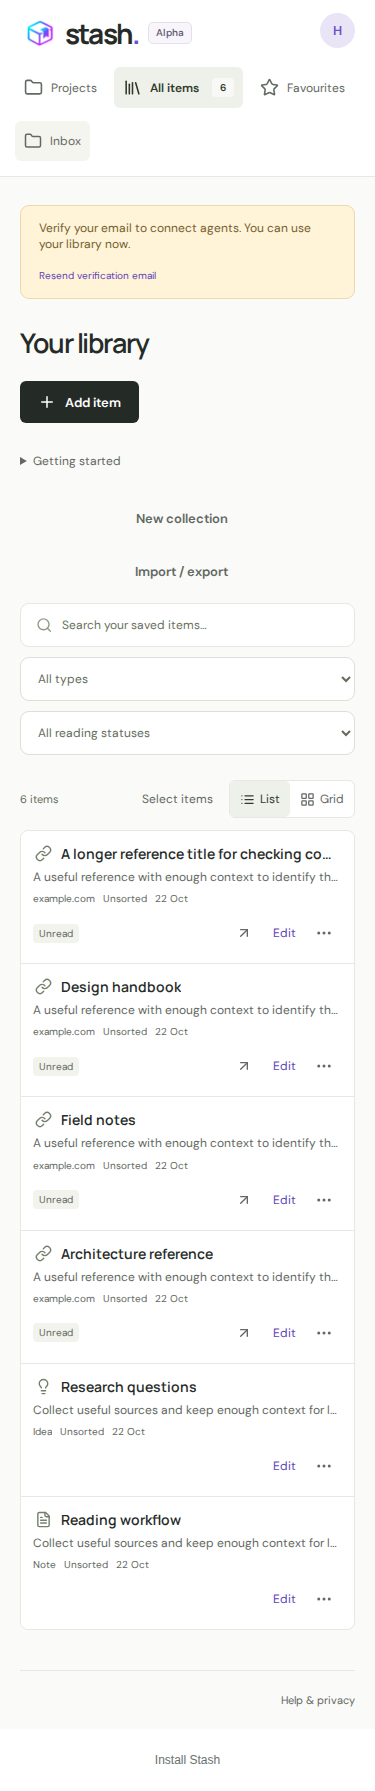 stash.
Alpha
H
Projects
All items
6
Favourites
Inbox
Verify your email to connect agents. You can use
your library now.
Resend verification email
Your library
Add item
Getting started
New collection
Import / export
Search your saved items…
All types
All reading statuses
6 items
Select items
List
Grid
A longer reference title for checking co…
A useful reference with enough context to identify th…
example.com Unsorted 22 Oct
Unread
Edit
Design handbook
A useful reference with enough context to identify th…
example.com Unsorted 22 Oct
Unread
Edit
Field notes
A useful reference with enough context to identify th…
example.com Unsorted 22 Oct
Unread
Edit
Architecture reference
A useful reference with enough context to identify th…
example.com Unsorted 22 Oct
Unread
Edit
Research questions
Collect useful sources and keep enough context for l…
Idea Unsorted 22 Oct
Edit
Reading workflow
Collect useful sources and keep enough context for l…
Note Unsorted 22 Oct
Edit
Help & privacy
Install Stash